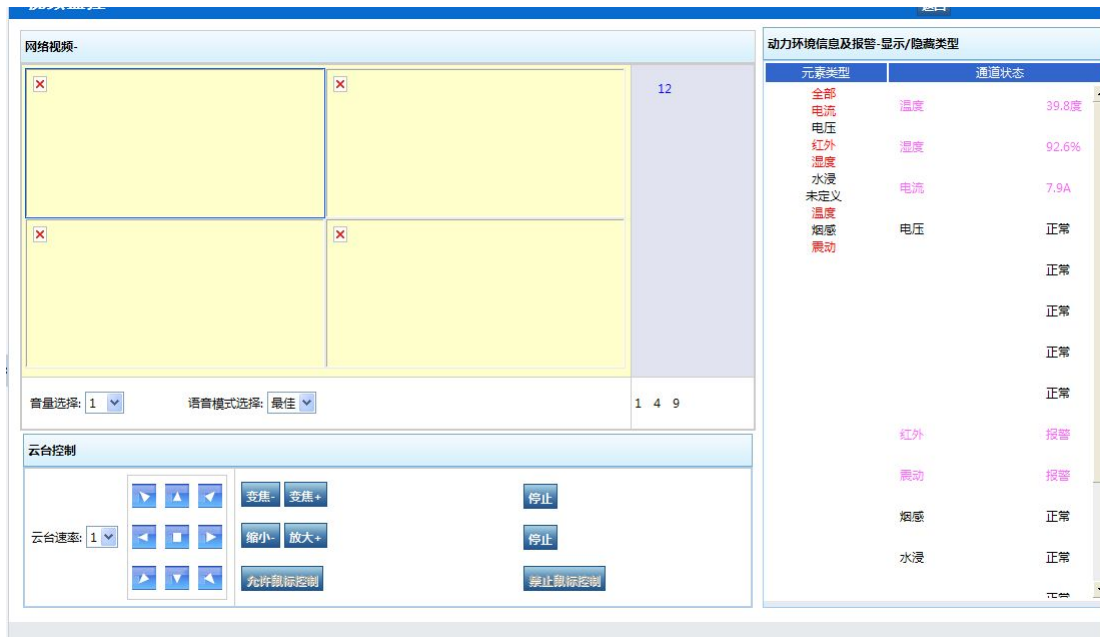 网络视频-
12
音量选择: 1
语音模式选择: 最佳
1 4 9
云台控制
云台速率: 1
变焦- 变焦+ 停止
缩小- 放大+ 停止
允许鼠标控制 禁止鼠标控制
动力环境信息及报警-显示/隐藏类型
元素类型 通道状态
全部
电流
电压
红外
湿度
水浸
未定义
温度
烟感
震动
温度 39.8度
湿度 92.6%
电流 7.9A
电压 正常
正常
正常
正常
正常
红外 报警
震动 报警
烟感 正常
水浸 正常